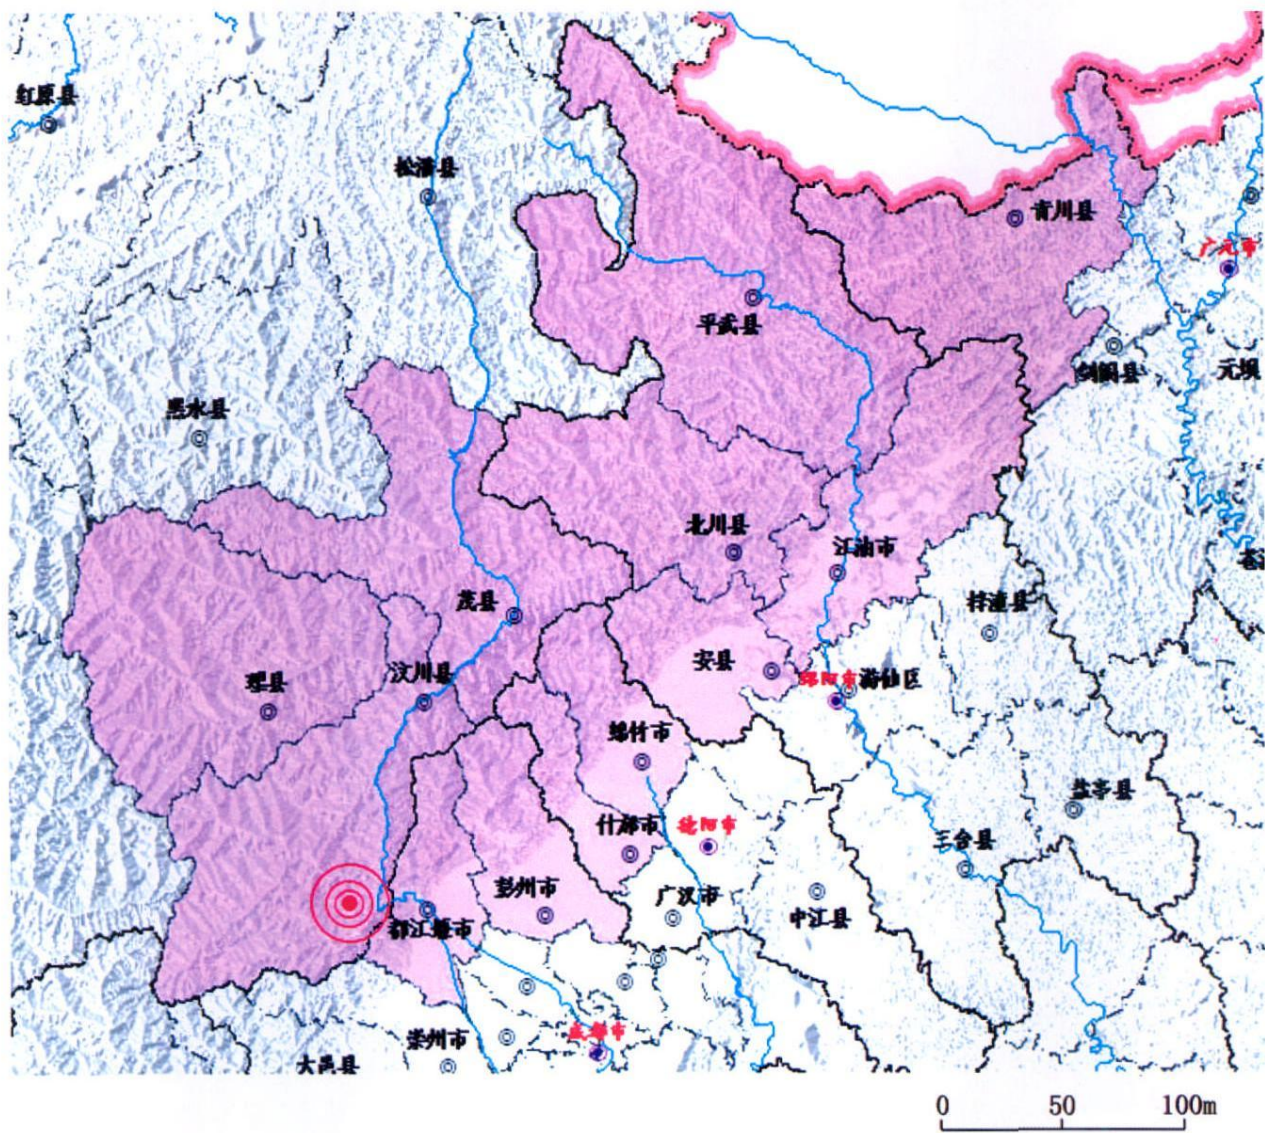 红原县
松潘县
青川县
广元市
平武县
剑阁县
元坝
黑水县
北川县
江油市
苍溪
茂县
梓潼县
安县
理县
汶川县
绵阳市
游仙区
绵竹市
盐亭县
什邡市
德阳市
三台县
彭州市
广汉市
中江县
都江堰市
崇州市
成都市
大邑县
0 50 100m